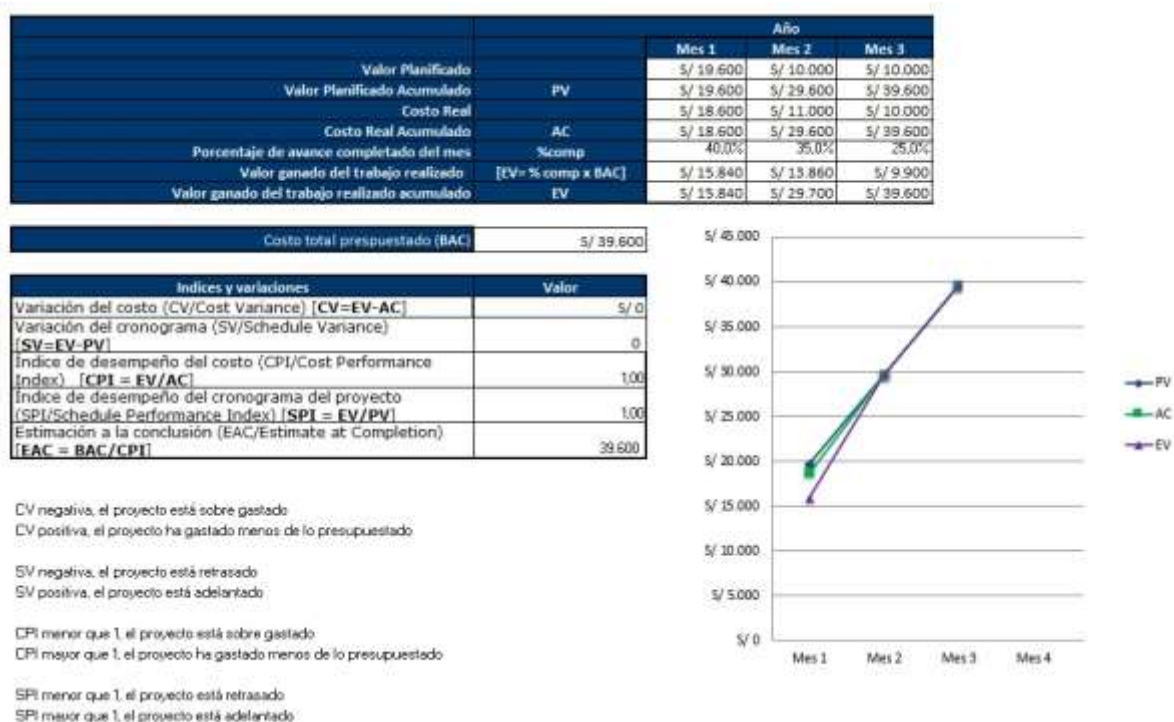 Año
Mes 1 Mes 2 Mes 3
Valor Planificado S/ 19.600 S/ 10.000 S/ 10.000
Valor Planificado Acumulado PV S/ 19.600 S/ 29.600 S/ 39.600
Costo Real S/ 18.600 S/ 11.000 S/ 10.000
Costo Real Acumulado AC S/ 18.600 S/ 29.600 S/ 39.600
Porcentaje de avance completado del mes %comp 40,0% 35,0% 25,0%
Valor ganado del trabajo realizado [EV= % comp x BAC] S/ 15.840 S/ 13.860 S/ 9.900
Valor ganado del trabajo realizado acumulado EV S/ 15.840 S/ 29.700 S/ 39.600
Costo total prespuestado (BAC) S/ 39.600
Indices y variaciones Valor
Variación del costo (CV/Cost Variance) [CV=EV-AC] S/ 0
Variación del cronograma (SV/Schedule Variance)
[SV=EV-PV] 0
Índice de desempeño del costo (CPI/Cost Performance
Index) [CPI = EV/AC] 1,00
Índice de desempeño del cronograma del proyecto
(SPI/Schedule Performance Index) [SPI = EV/PV] 1,00
Estimación a la conclusión (EAC/Estimate at Completion)
[EAC = BAC/CPI] 39.600
CV negativa, el proyecto está sobre gastado
CV positiva, el proyecto ha gastado menos de lo presupuestado
SV negativa, el proyecto está retrasado
SV positiva, el proyecto está adelantado
CPI menor que 1, el proyecto está sobre gastado
CPI mayor que 1, el proyecto ha gastado menos de lo presupuestado
SPI menor que 1, el proyecto está retrasado
SPI mayor que 1, el proyecto está adelantado
S/ 45.000
S/ 40.000
S/ 35.000
S/ 30.000
S/ 25.000
S/ 20.000
S/ 15.000
S/ 10.000
S/ 5.000
S/ 0
Mes 1 Mes 2 Mes 3 Mes 4
PV
AC
EV